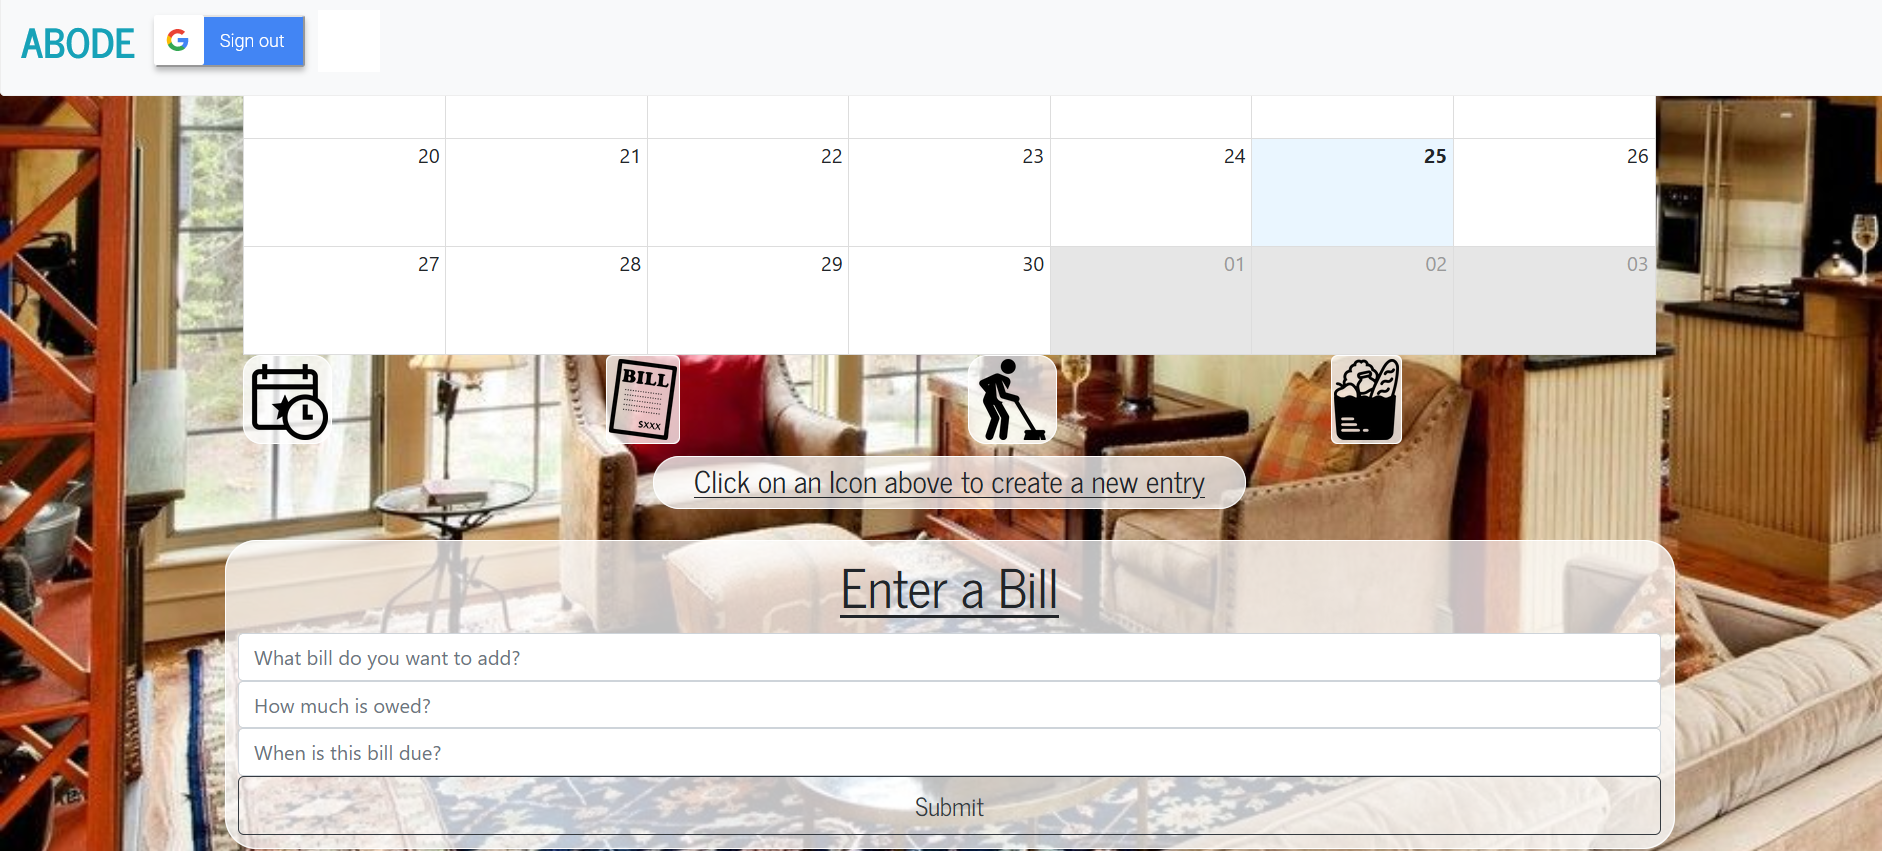 ABODE
Sign out
20 21 22 23 24 25 26
27 28 29 30 01 02 03
BILL
$XXX
Click on an Icon above to create a new entry
Enter a Bill
What bill do you want to add?
How much is owed?
When is this bill due?
Submit